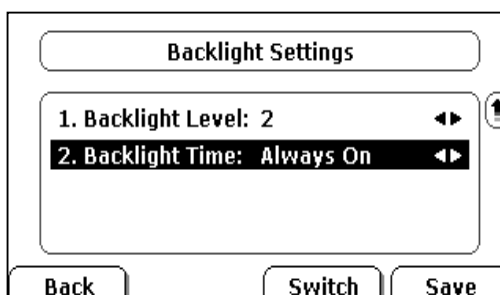 Backlight Settings
1. Backlight Level: 2
2. Backlight Time: Always On
Back Switch Save